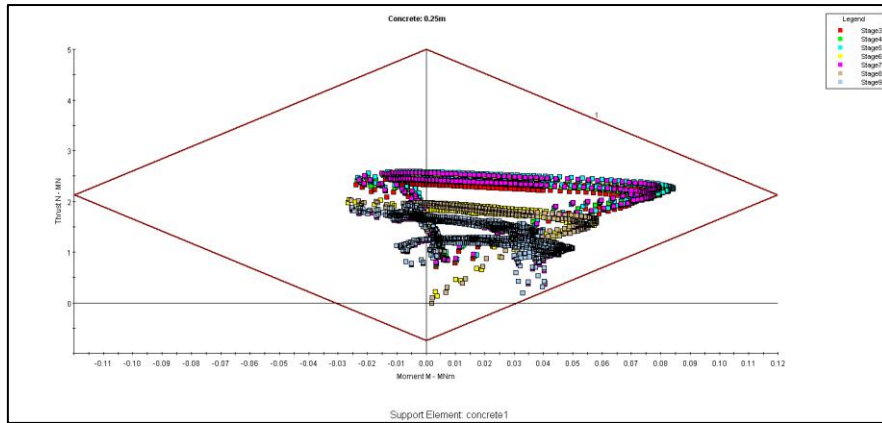 Concrete: 0.25m
Legend
Stage3
Stage4
Stage5
Stage6
Stage7
Stage8
Stage9
5
4
3
2
1
0
1
Thrust N - MN
-0.11 -0.10 -0.09 -0.08 -0.07 -0.06 -0.05 -0.04 -0.03 -0.02 -0.01 0.00 0.01 0.02 0.03 0.04 0.05 0.06 0.07 0.08 0.09 0.10 0.11 0.12
Moment M - MNm
Support Element: concrete1